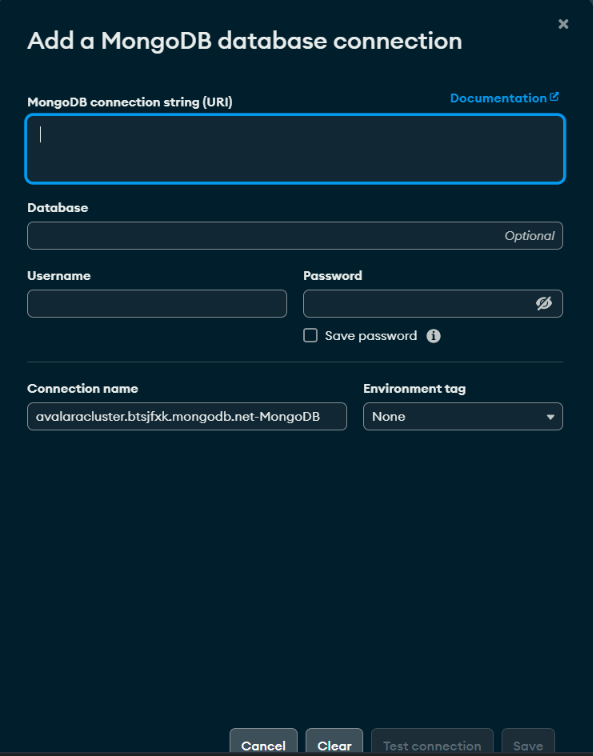 Add a MongoDB database connection
MongoDB connection string (URI)
Documentation
Database
Optional
Username
Password
Save password
Connection name
Environment tag
avalaracluster.btsjfxk.mongodb.net-MongoDB
None
Cancel
Clear
Test connection
Save